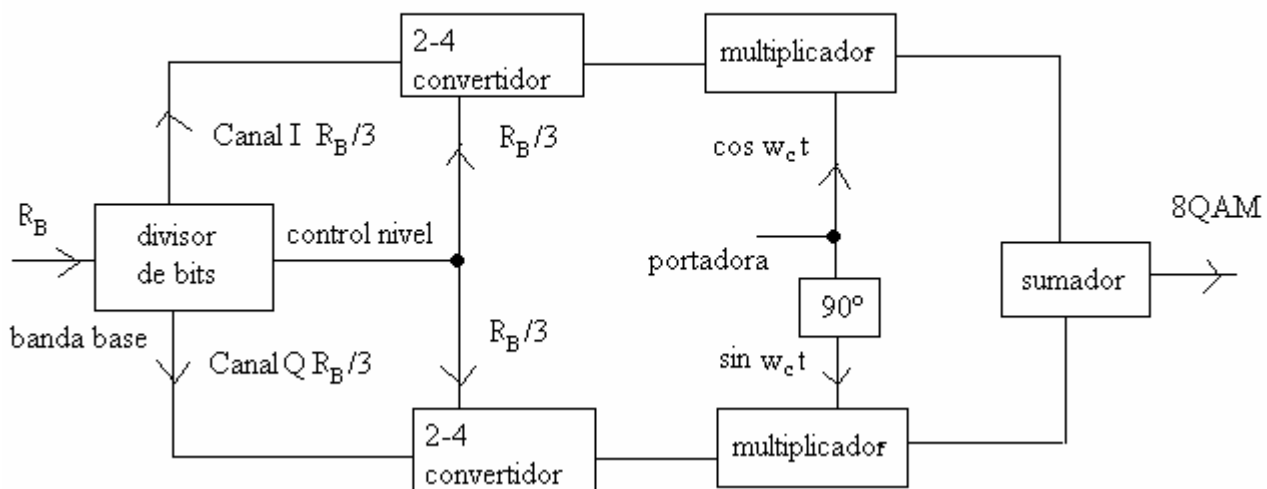 2-4
convertidor
multiplicador
Canal I R_B/3
R_B/3
cos w_c t
8QAM
R_B
divisor
de bits
control nivel
portadora
sumador
90º
banda base
R_B/3
Canal Q R_B/3
sin w_c t
2-4
convertidor
multiplicador